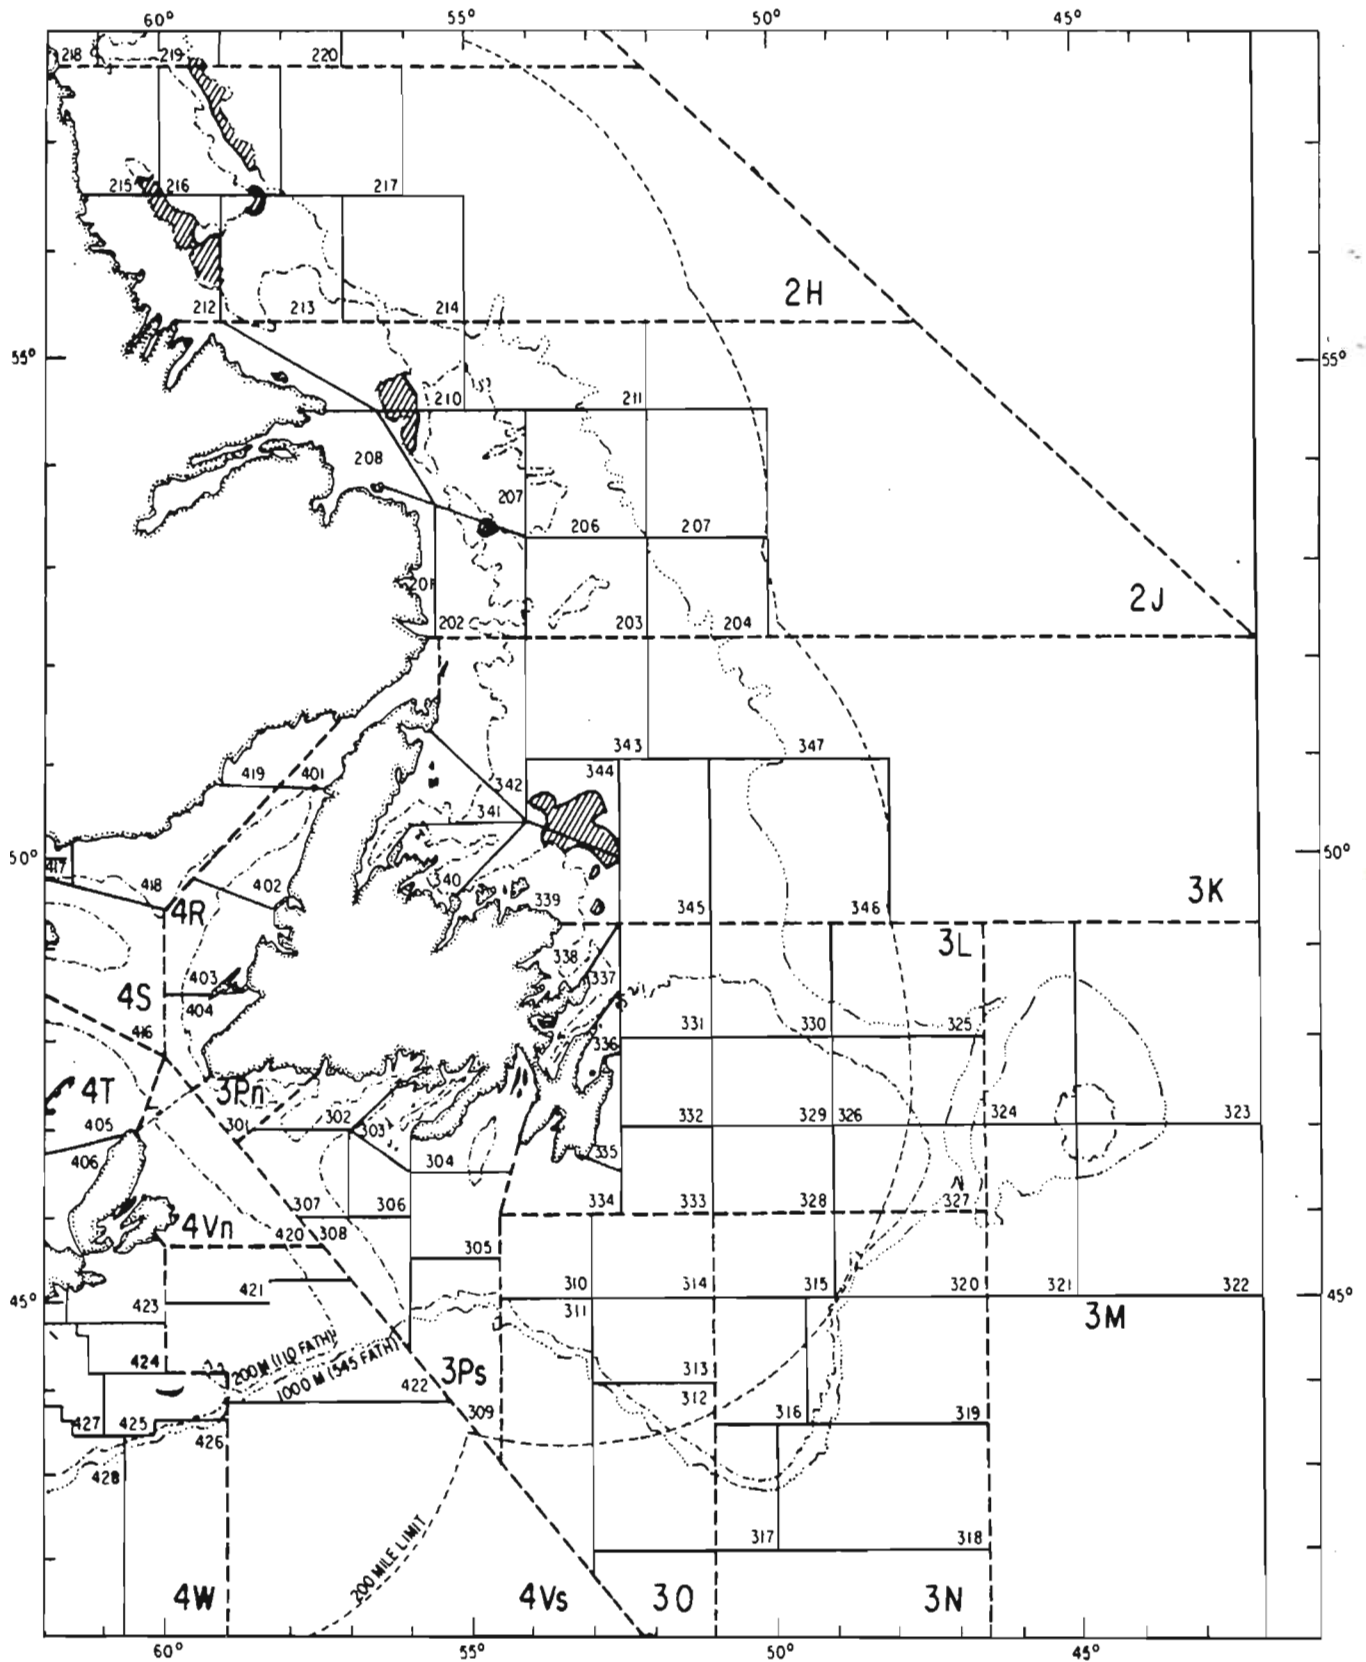 60° 55° 50° 45°
218 219 220
215 216 217
2H
212 213 214
55° 55°
210 211
208
207
206 207
2J
201
202 203 204
343 347
419 401 342 344
341
50° 50°
417
418 402 340
3K
4R 339 345 346
3L
338
403 337
4S 404
416 331 330 325
336
4T 3Pn
405 301 302 303 332 329 326 324 323
406 304 335
307 306 334 333 328 327
4Vn 420 308
305
421 310 314 315 320 321 322
45° 423 311 45°
3M
424 200 M (110 FATH)
1000 M (545 FATH) 3Ps 313
422 312
427 425 309 316 319
426
428
317 318
200 MILE LIMIT
4W 4Vs 3O 3N
60° 55° 50° 45°